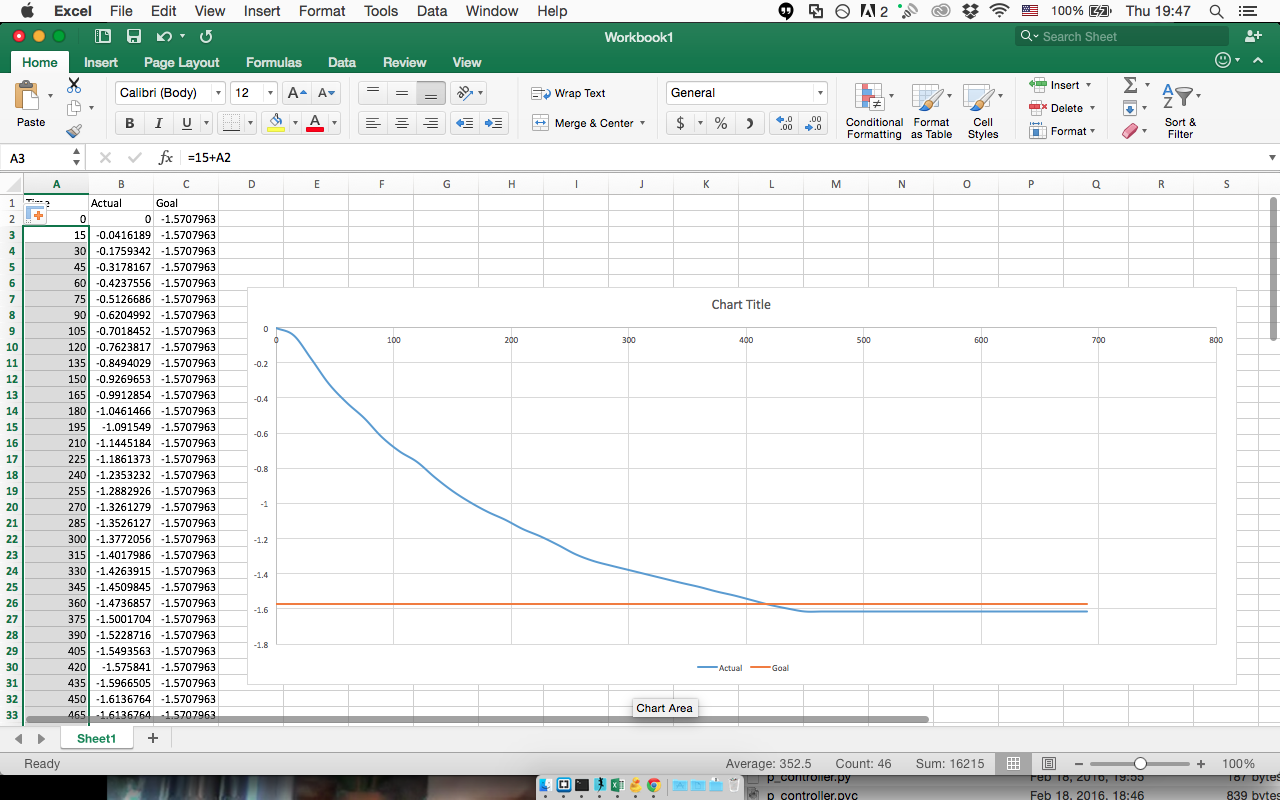 Excel File Edit View Insert Format Tools Data Window Help 2 100% Thu 19:47
Workbook1 Search Sheet
Home Insert Page Layout Formulas Data Review View
Paste Calibri (Body) 12 A A Wrap Text General Conditional Formatting Format as Table Cell Styles Insert Delete Format Sort & Filter
B I U A Merge & Center $ % .00 .00
A3 fx =15+A2
A B C D E F G H I J K L M N O P Q R S
1 Time Actual Goal
2 0 0 -1.5707963
3 15 -0.0416189 -1.5707963
4 30 -0.1759342 -1.5707963
5 45 -0.3178167 -1.5707963
6 60 -0.4237556 -1.5707963
7 75 -0.5126686 -1.5707963
8 90 -0.6204992 -1.5707963
9 105 -0.7018452 -1.5707963
10 120 -0.7623817 -1.5707963
11 135 -0.8494029 -1.5707963
12 150 -0.9269653 -1.5707963
13 165 -0.9912854 -1.5707963
14 180 -1.0461466 -1.5707963
15 195 -1.091549 -1.5707963
16 210 -1.1445184 -1.5707963
17 225 -1.1861373 -1.5707963
18 240 -1.2353232 -1.5707963
19 255 -1.2882926 -1.5707963
20 270 -1.3261279 -1.5707963
21 285 -1.3526127 -1.5707963
22 300 -1.3772056 -1.5707963
23 315 -1.4017986 -1.5707963
24 330 -1.4263915 -1.5707963
25 345 -1.4509845 -1.5707963
26 360 -1.4736857 -1.5707963
27 375 -1.5001704 -1.5707963
28 390 -1.5228716 -1.5707963
29 405 -1.5493563 -1.5707963
30 420 -1.575841 -1.5707963
31 435 -1.5966505 -1.5707963
32 450 -1.6136764 -1.5707963
33 465 -1.6136764 -1.5707963
Chart Title
0
0 100 200 300 400 500 600 700 800
-0.2
-0.4
-0.6
-0.8
-1
-1.2
-1.4
-1.6
-1.8
Actual Goal
Chart Area
Sheet1 +
Ready Average: 352.5 Count: 46 Sum: 16215 100%
p_controller.py Feb 18, 2016, 19:55 187 bytes
p_controller.pyc Feb 18, 2016, 18:46 839 bytes